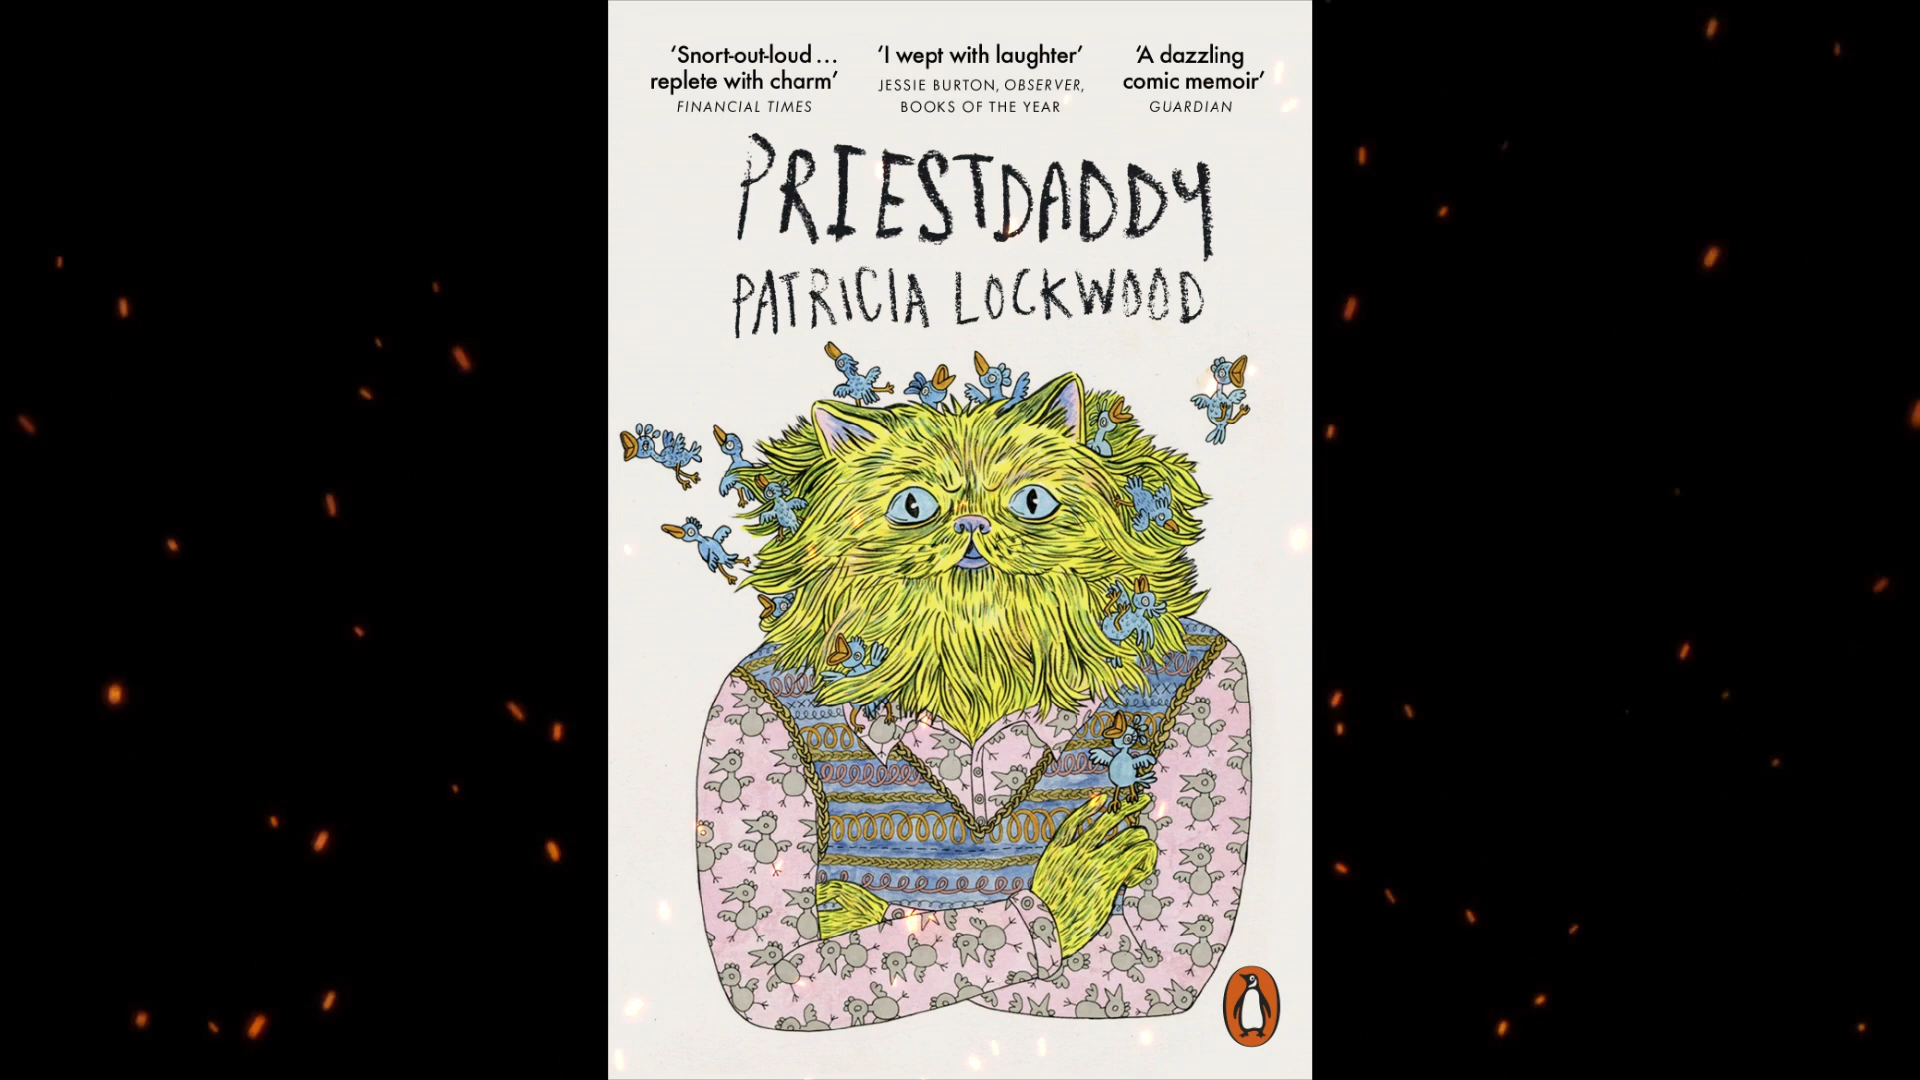 ‘Snort-out-loud...
replete with charm’
FINANCIAL TIMES
‘I wept with laughter’
JESSIE BURTON, OBSERVER,
BOOKS OF THE YEAR
‘A dazzling
comic memoir’
GUARDIAN
PRIESTDADDY
PATRICIA LOCKWOOD